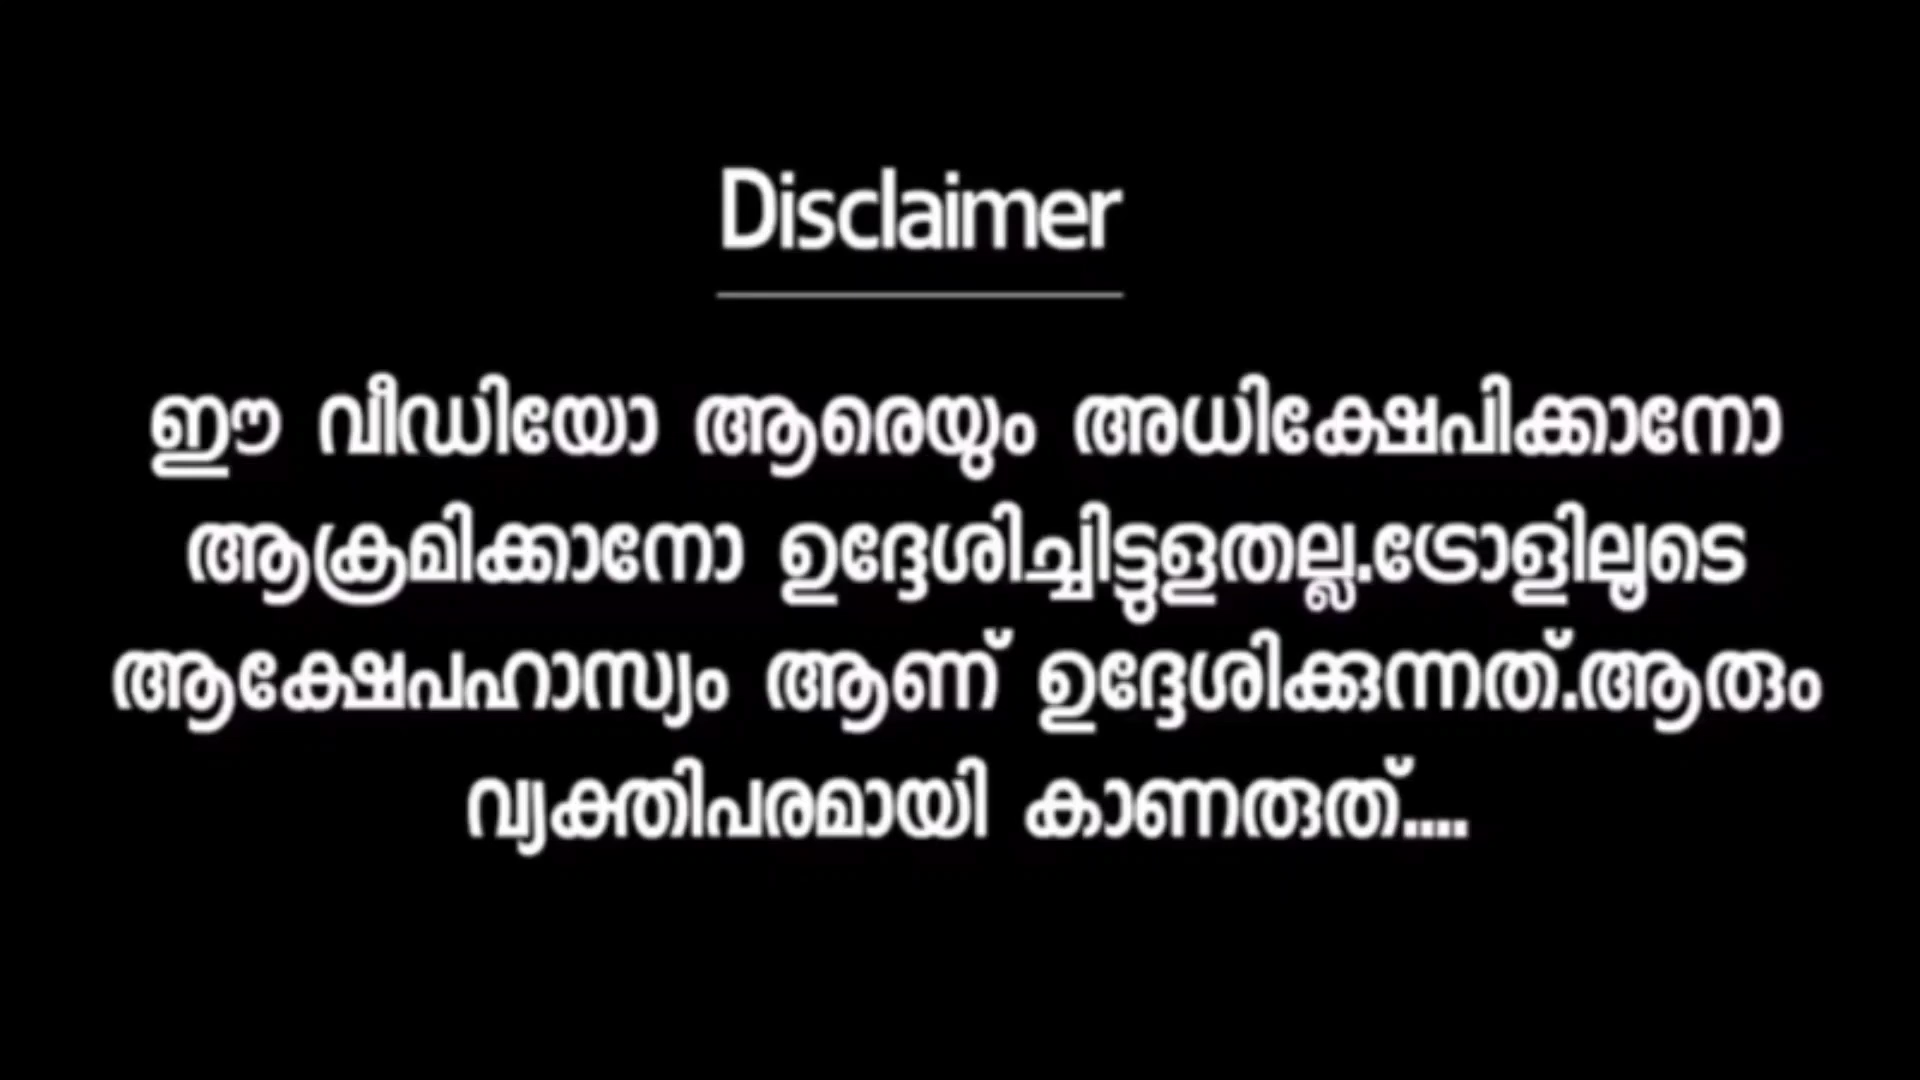 Disclaimer
ഈ വീഡിയോ ആരെയും അധിക്ഷേപിക്കാനോ
ആക്രമിക്കാനോ ഉദ്ദേശിച്ചിട്ടുളതല്ല.ട്രോളിലൂടെ
ആക്ഷേപഹാസ്യം ആണ് ഉദ്ദേശിക്കുന്നത്.ആരും
വ്യക്തിപരമായി കാണരുത്....